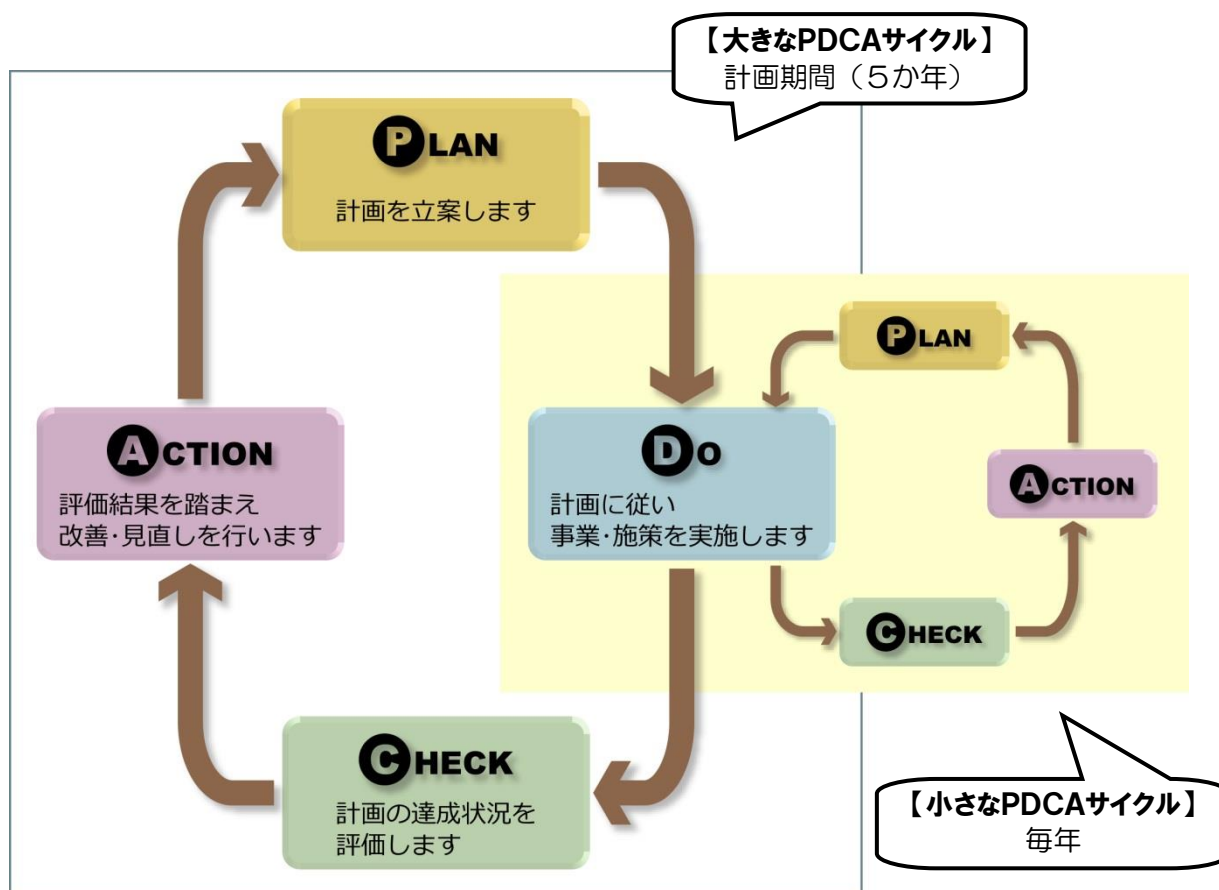 【大きなPDCAサイクル】
計画期間（５か年）
PLAN
計画を立案します
PLAN
ACTION
評価結果を踏まえ
改善・見直しを行います
DO
計画に従い
事業・施策を実施します
ACTION
CHECK
CHECK
計画の達成状況を
評価します
【小さなPDCAサイクル】
毎年